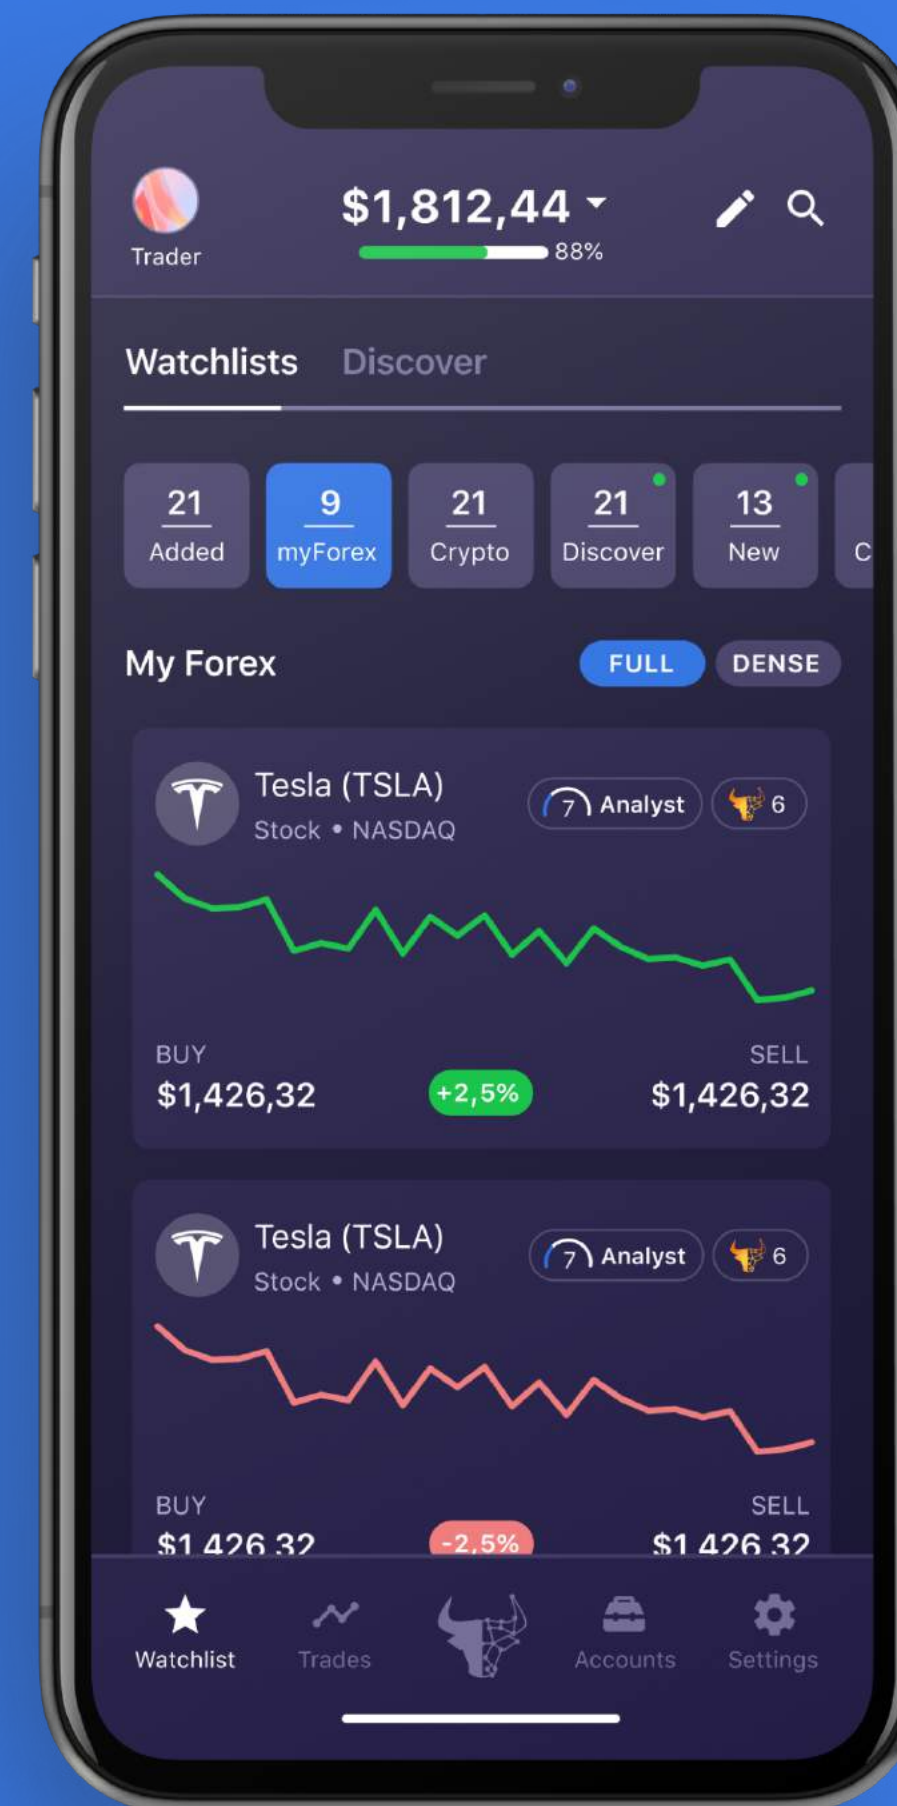 $1,812,44
Trader
88%
Watchlists Discover
21 9 21 21 13
Added myForex Crypto Discover New C
My Forex FULL DENSE
Tesla (TSLA)
Stock • NASDAQ
7 Analyst 6
BUY SELL
$1,426,32 +2,5% $1,426,32
Tesla (TSLA)
Stock • NASDAQ
7 Analyst 6
BUY SELL
$1 426 32 -2,5% $1 426 32
Watchlist Trades Accounts Settings